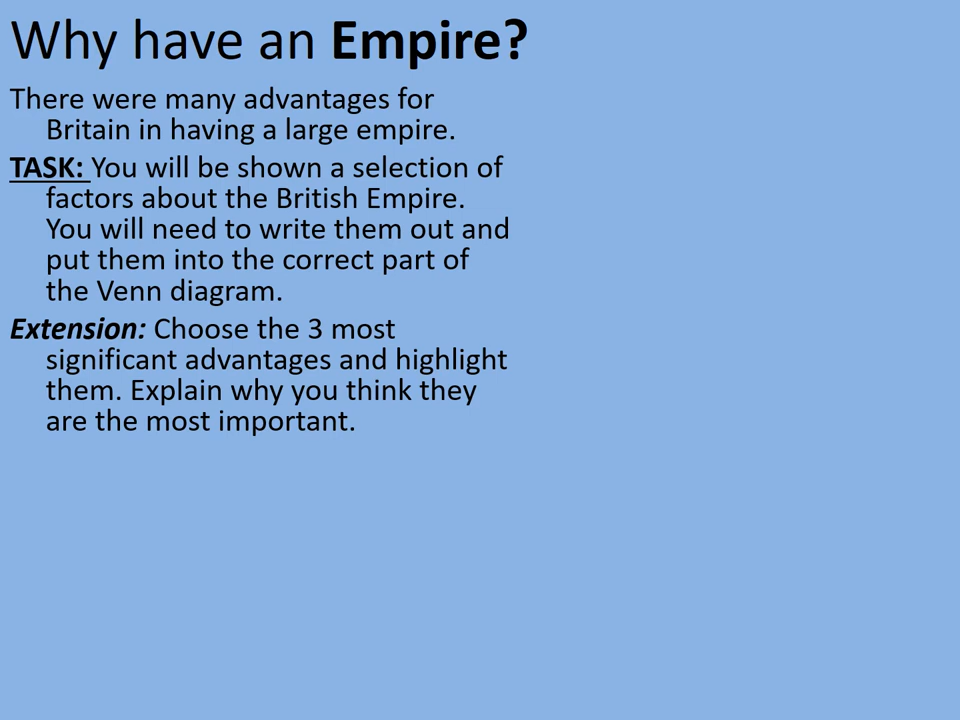 Why have an Empire?
There were many advantages for
Britain in having a large empire.
TASK: You will be shown a selection of
factors about the British Empire.
You will need to write them out and
put them into the correct part of
the Venn diagram.
Extension: Choose the 3 most
significant advantages and highlight
them. Explain why you think they
are the most important.